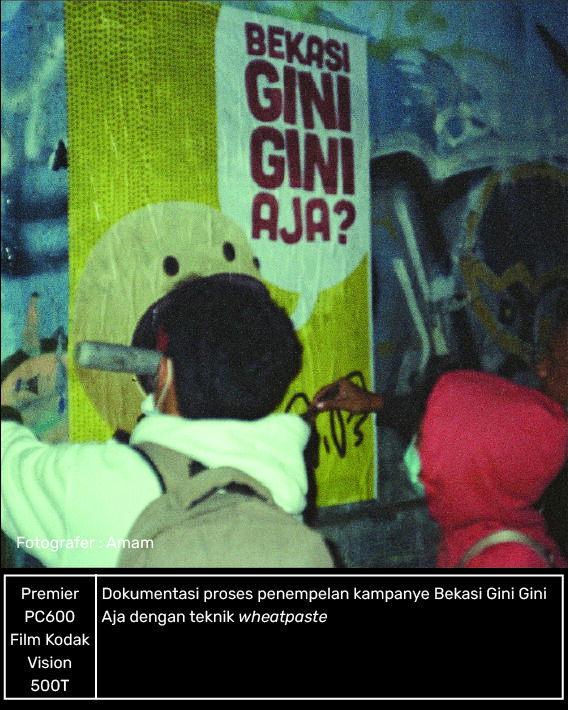 BEKASI
GINI
GINI
AJA?
Fotografer : Amam
Premier
PC600
Film Kodak
Vision
500T
Dokumentasi proses penempelan kampanye Bekasi Gini Gini
Aja dengan teknik wheatpaste